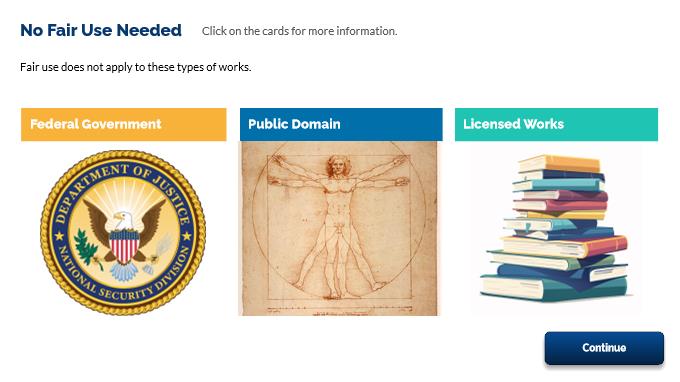 No Fair Use Needed Click on the cards for more information.
Fair use does not apply to these types of works.
Federal Government Public Domain Licensed Works
DEPARTMENT OF JUSTICE
NATIONAL SECURITY DIVISION
Continue